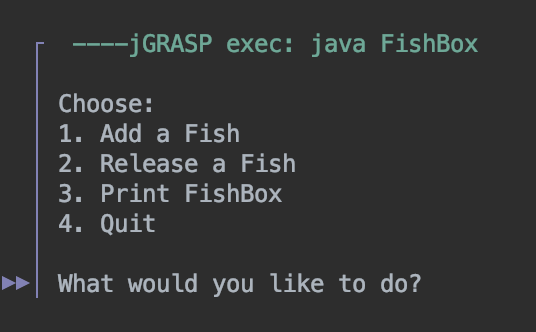 ----jGRASP exec: java FishBox
Choose:
1. Add a Fish
2. Release a Fish
3. Print FishBox
4. Quit
What would you like to do?